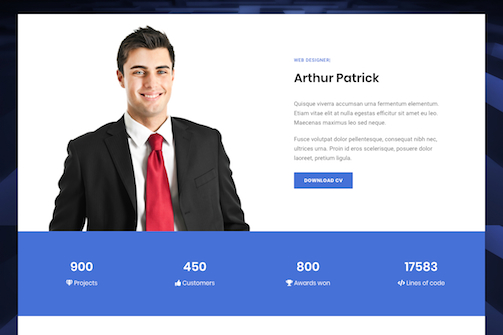 WEB DESIGNER:
Arthur Patrick
Quisque viverra accumsan urna fermentum elementum.
Etiam vitae elit at nulla egestas efficitur sit amet eu leo.
Maecenas maximus leo sed neque.
Fusce volutpat dolor pellentesque, consequat nibh nec,
ultrices urna. Proin id eros scelerisque, posuere dolor
laoreet, pretium ligula.
DOWNLOAD CV
900 450 800 17583
Projects Customers Awards won Lines of code